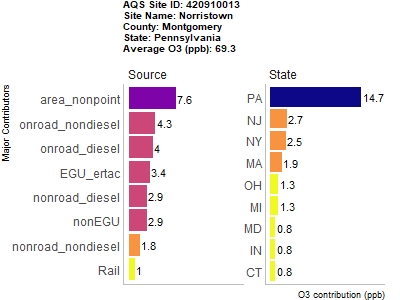 AQS Site ID: 420910013
Site Name: Norristown
County: Montgomery
State: Pennsylvania
Average O3 (ppb): 69.3
Source
State
Major Contributors
area_nonpoint 7.6
onroad_nondiesel 4.3
onroad_diesel 4
EGU_ertac 3.4
nonroad_diesel 2.9
nonEGU 2.9
nonroad_nondiesel 1.8
Rail 1
PA 14.7
NJ 2.7
NY 2.5
MA 1.9
OH 1.3
MI 1.3
MD 0.8
IN 0.8
CT 0.8
O3 contribution (ppb)